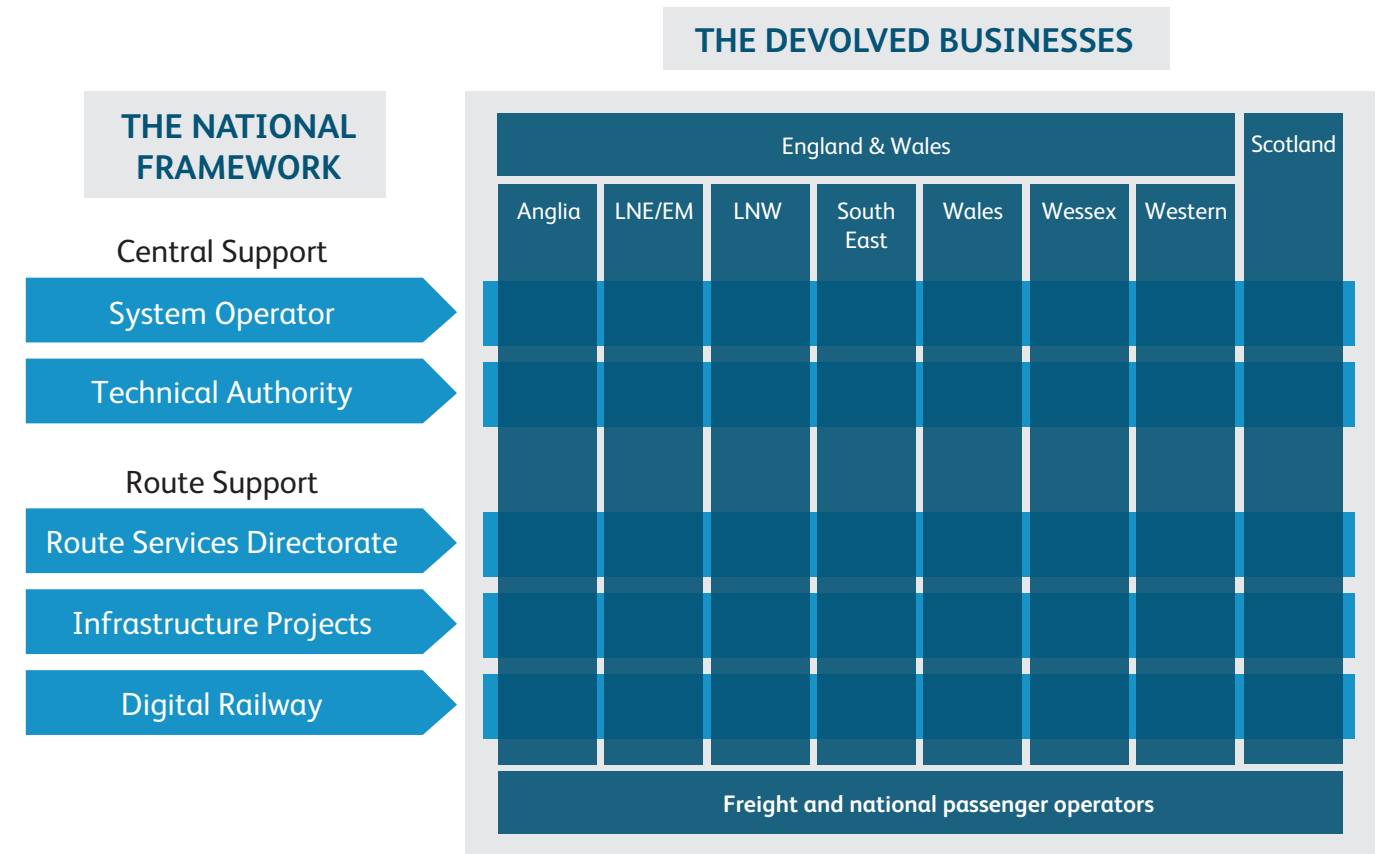 THE DEVOLVED BUSINESSES
THE NATIONAL
FRAMEWORK
England & Wales
Scotland
Anglia
LNE/EM
LNW
South
East
Wales
Wessex
Western
Central Support
System Operator
Technical Authority
Route Support
Route Services Directorate
Infrastructure Projects
Digital Railway
Freight and national passenger operators